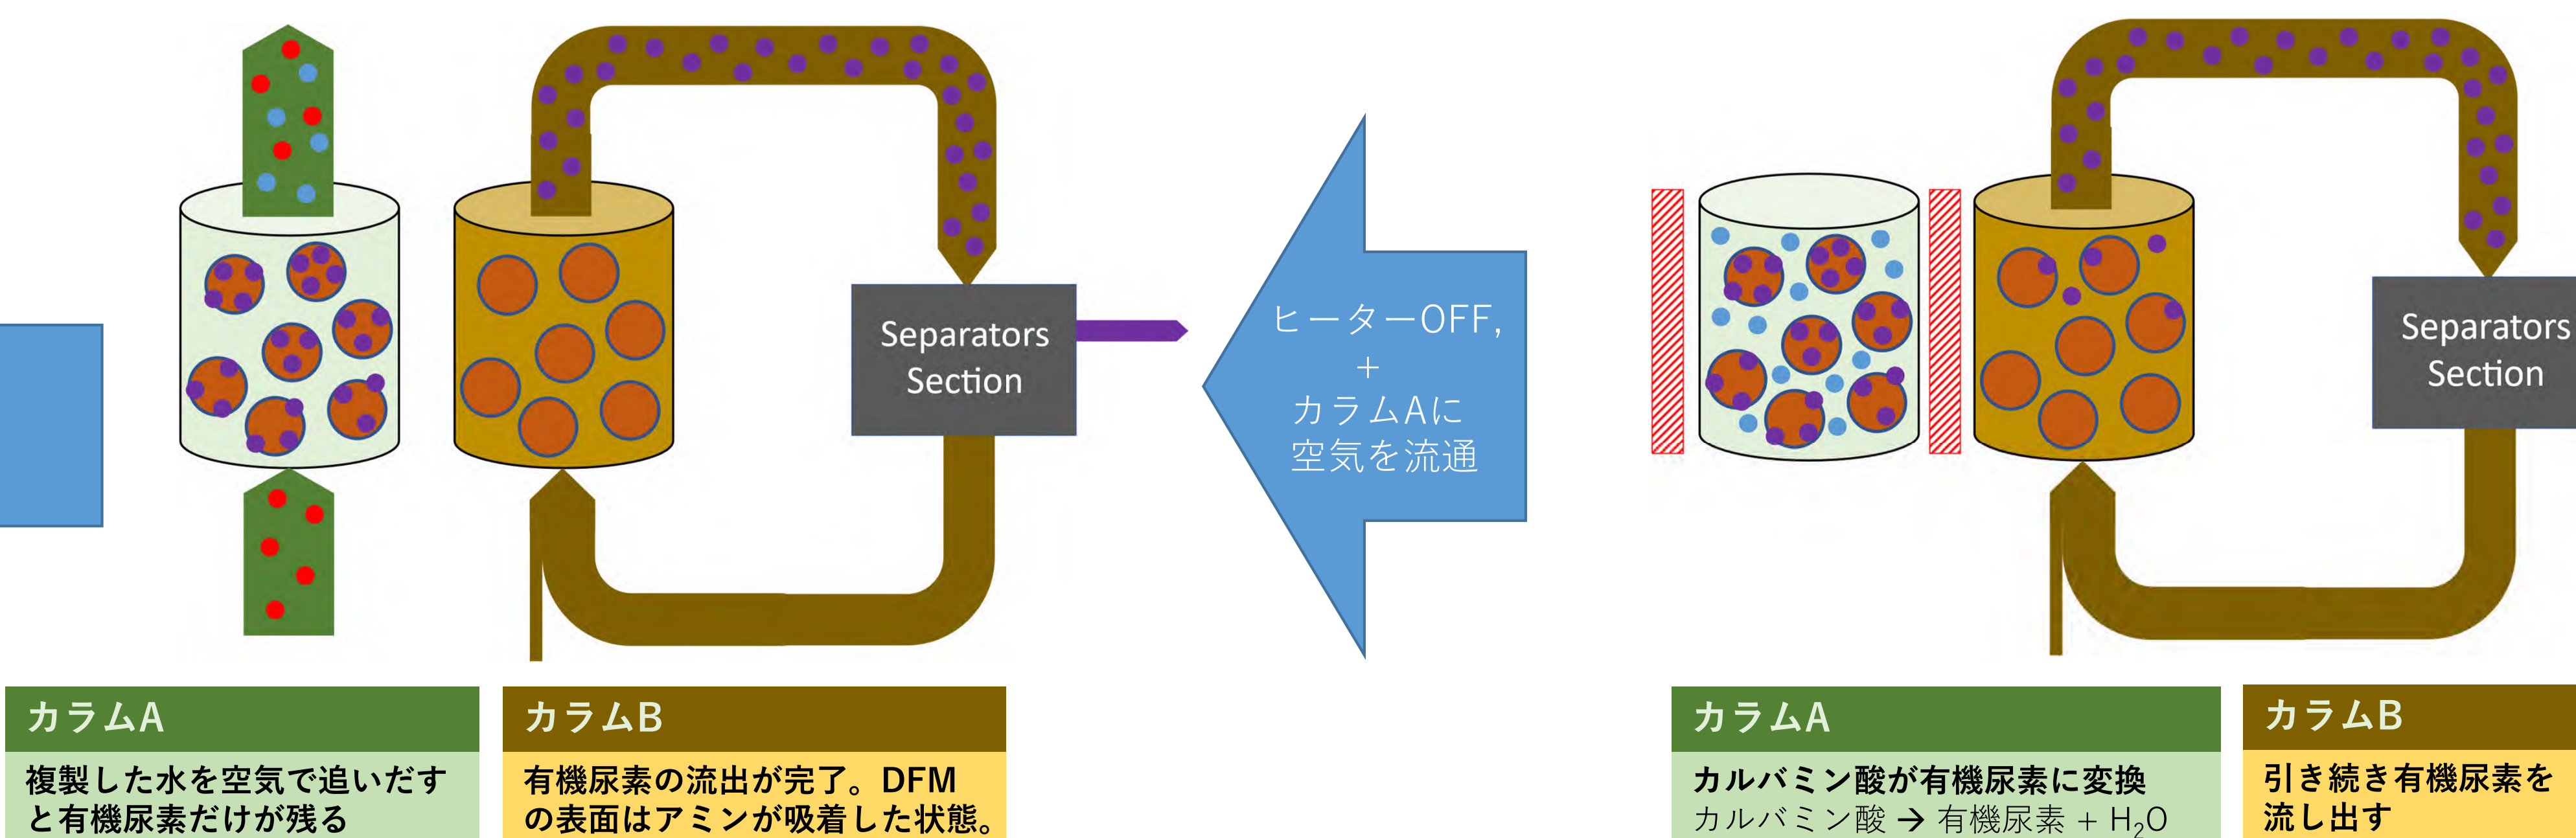 Separators
Section
ヒーターOFF,
+
カラムAに
空気を流通
Separators
Section
カラムA
複製した水を空気で追いだす
と有機尿素だけが残る
カラムB
有機尿素の流出が完了。DFM
の表面はアミンが吸着した状態。
カラムA
カルバミン酸が有機尿素に変換
カルバミン酸 → 有機尿素 + H₂O
カラムB
引き続き有機尿素を
流し出す